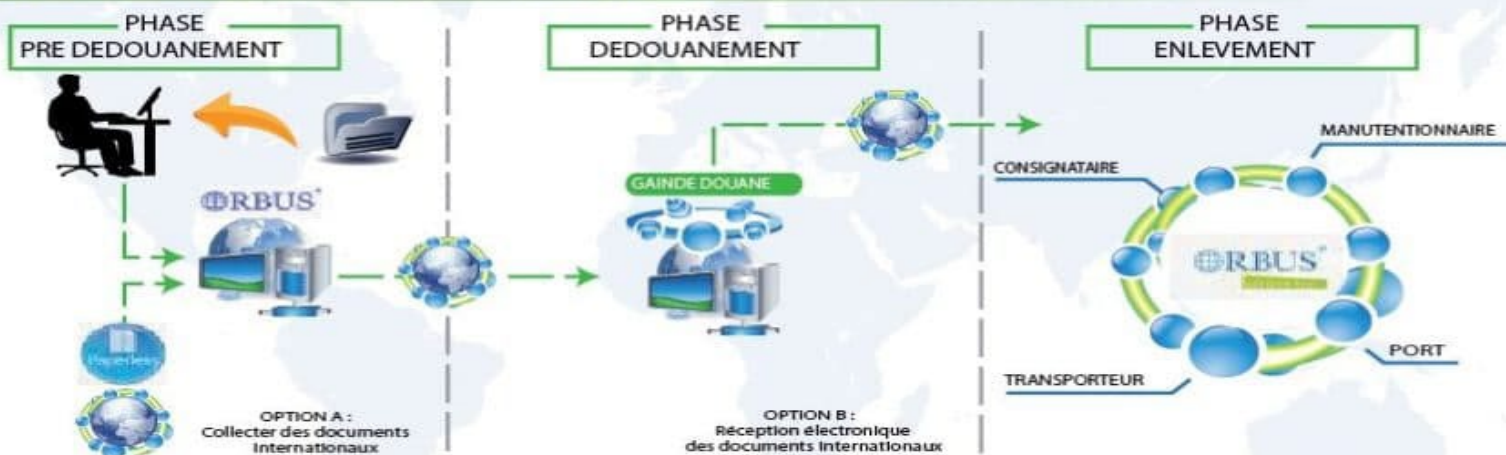 PHASE
PRE DEDOUANEMENT
ORBUS
Paperless
OPTION A :
Collecter des documents
Internationaux
PHASE
DEDOUANEMENT
GAINDE DOUANE
OPTION B :
Réception électronique
des documents Internationaux
PHASE
ENLEVEMENT
MANUTENTIONNAIRE
CONSIGNATAIRE
ORBUS
PORT
TRANSPORTEUR